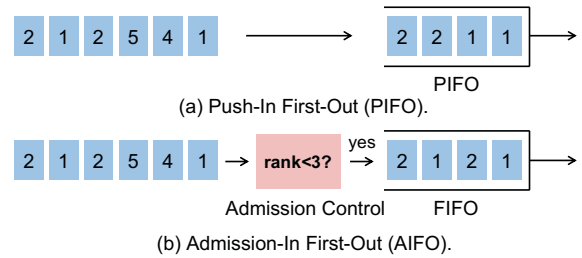 2 1 2 5 4 1 2 2 1 1
PIFO
(a) Push-In First-Out (PIFO).
yes
2 1 2 5 4 1 rank<3? 2 1 2 1
Admission Control FIFO
(b) Admission-In First-Out (AIFO).